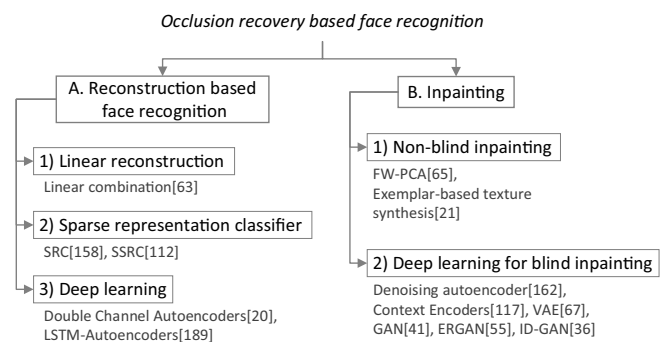 Occlusion recovery based face recognition
A. Reconstruction based
face recognition
1) Linear reconstruction
Linear combination[63]
2) Sparse representation classifier
SRC[158], SSRC[112]
3) Deep learning
Double Channel Autoencoders[20],
LSTM-Autoencoders[189]
B. Inpainting
1) Non-blind inpainting
FW-PCA[65],
Exemplar-based texture
synthesis[21]
2) Deep learning for blind inpainting
Denoising autoencoder[162],
Context Encoders[117], VAE[67],
GAN[41], ERGAN[55], ID-GAN[36]